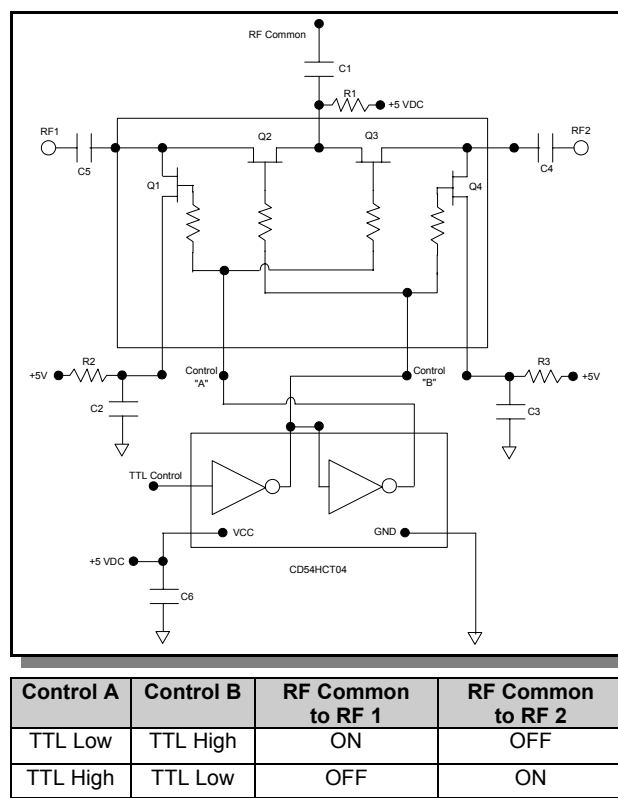 RF Common
C1
R1
+5 VDC
RF1
Q2
Q3
RF2
C5
C4
Q1
Q4
R2
+5V
Control
"A"
Control
"B"
R3
+5V
C2
C3
TTL Control
VCC
GND
+5 VDC
CD54HCT04
C6
Control A Control B RF Common to RF 1 RF Common to RF 2
TTL Low TTL High ON OFF
TTL High TTL Low OFF ON